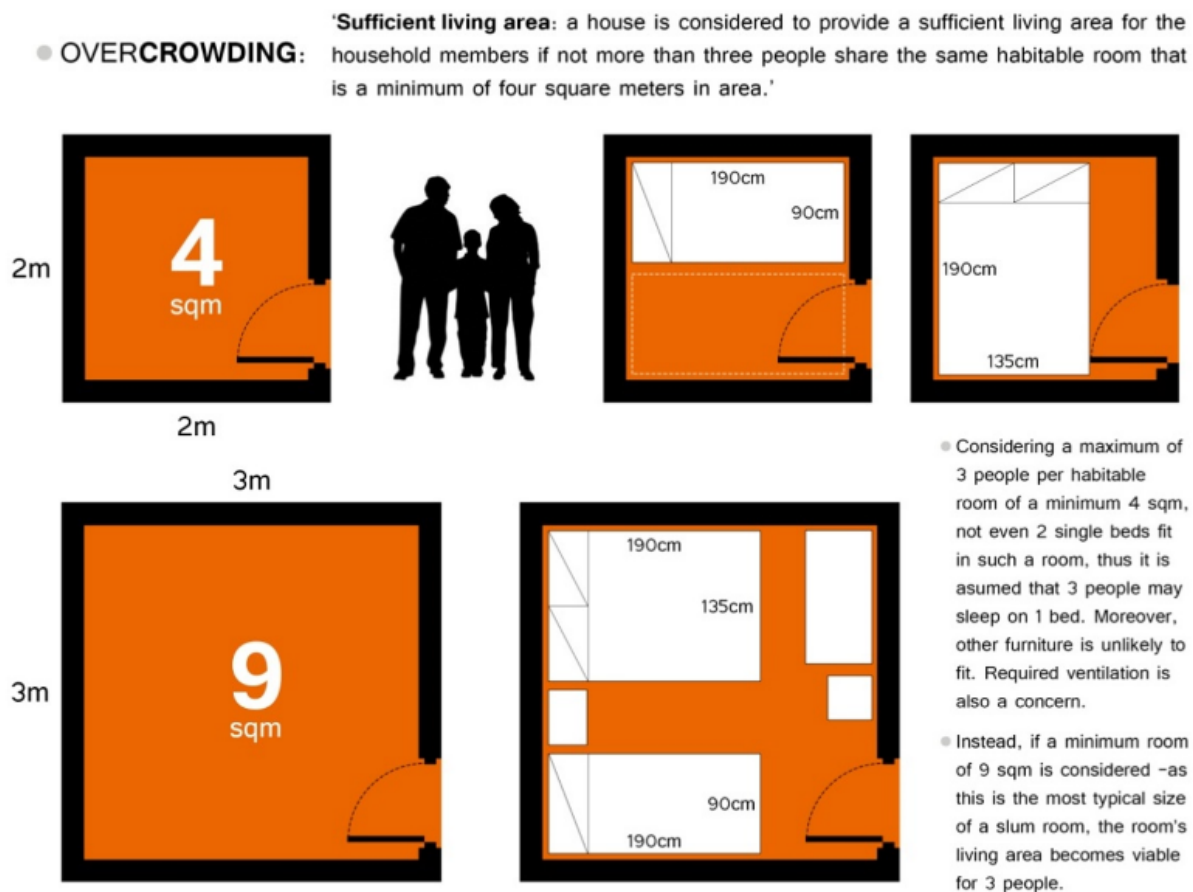 OVERCROWDING:
‘Sufficient living area: a house is considered to provide a sufficient living area for the
household members if not more than three people share the same habitable room that
is a minimum of four square meters in area.’
2m
4
sqm
2m
190cm
90cm
190cm
135cm
3m
3m
9
sqm
190cm
135cm
90cm
190cm
Considering a maximum of
3 people per habitable
room of a minimum 4 sqm,
not even 2 single beds fit
in such a room, thus it is
asumed that 3 people may
sleep on 1 bed. Moreover,
other furniture is unlikely to
fit. Required ventilation is
also a concern.
Instead, if a minimum room
of 9 sqm is considered –as
this is the most typical size
of a slum room, the room's
living area becomes viable
for 3 people.